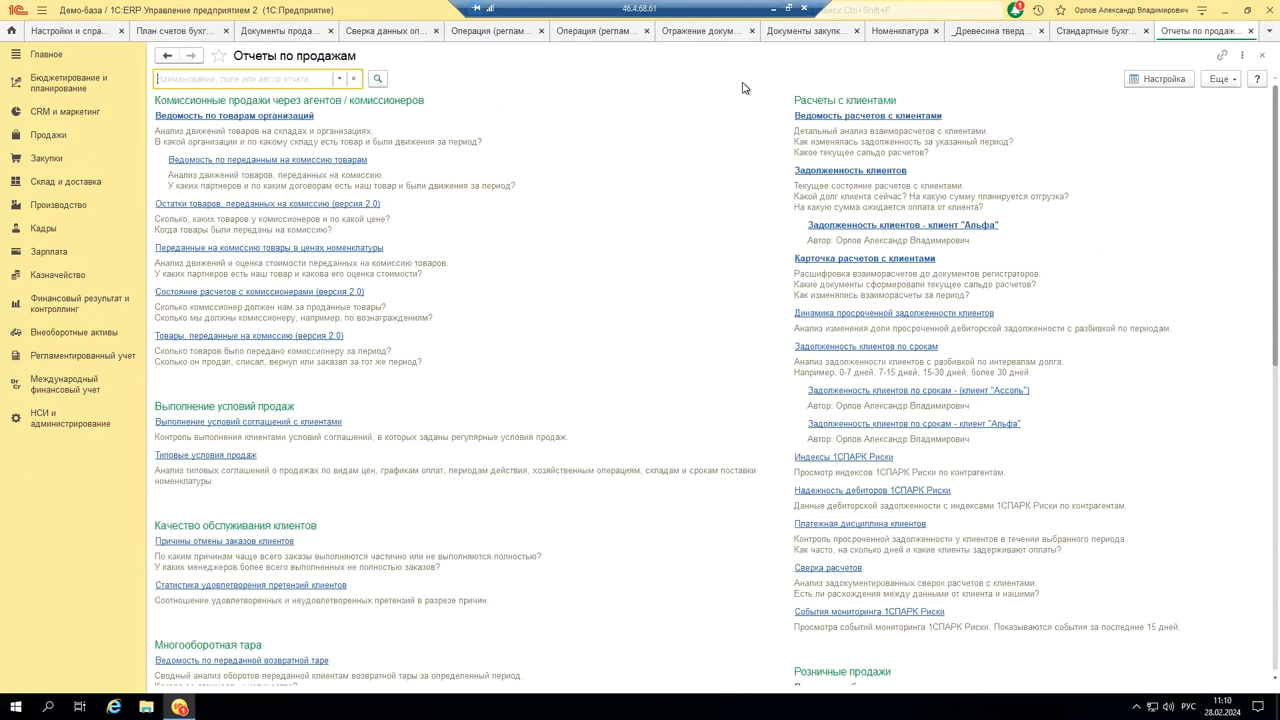 Демо-база / 1С:ERP Управление предприятием 2 (1С:Предприятие)
46.4.68.61
Поиск Ctrl+Shift+F
Орлов Александр Владимирович
Настройки и спра...
План счетов бухг...
Документы прода...
Сверка данных оп...
Операция (реглам...
Операция (реглам...
Отражение докум...
Документы закупк...
Номенклатура
_Древесина твер...
Стандартные бухг...
Отчеты по продаж...
Главное
Бюджетирование и
планирование
CRM и маркетинг
Продажи
Закупки
Склад и доставка
Производство
Кадры
Зарплата
Казначейство
Финансовый результат и
контроллинг
Внеоборотные активы
Регламентированный учет
Международный
финансовый учет
НСИ и
администрирование
Отчеты по продажам
Наименование, поле или автор отчета
Настройка
Еще
?
Комиссионные продажи через агентов / комиссионеров
Ведомость по товарам организаций
Анализ движений товаров на складах и организациях.
В какой организации и по какому складу есть товар и были движения за период?
Ведомость по переданным на комиссию товарам
Анализ движений товаров, переданных на комиссию.
У каких партнеров и по каким договорам есть наш товар и были движения за период?
Остатки товаров, переданных на комиссию (версия 2.0)
Сколько, каких товаров у комиссионеров и по какой цене?
Когда товары были переданы на комиссию?
Переданные на комиссию товары в ценах номенклатуры
Анализ движений и оценка стоимости переданных на комиссию товаров.
У каких партнеров есть наш товар и какова его оценка стоимости?
Состояние расчетов с комиссионерами (версия 2.0)
Сколько комиссионер должен нам за проданные товары?
Сколько мы должны комиссионеру, например, по вознаграждениям?
Товары, переданные на комиссию (версия 2.0)
Сколько товаров было передано комиссионеру за период?
Сколько он продал, списал, вернул или заказал за тот же период?
Выполнение условий продаж
Выполнение условий соглашений с клиентами
Контроль выполнения клиентами условий соглашений, в которых заданы регулярные условия продаж.
Типовые условия продаж
Анализ типовых соглашений о продажах по видам цен, графикам оплат, периодам действия, хозяйственным операциям, складам и срокам поставки
номенклатуры.
Качество обслуживания клиентов
Причины отмены заказов клиентов
По каким причинам чаще всего заказы выполняются частично или не выполняются полностью?
У каких менеджеров более всего выполненных не полностью заказов?
Статистика удовлетворения претензий клиентов
Соотношение удовлетворенных и неудовлетворенных претензий в разрезе причин.
Многооборотная тара
Ведомость по переданной возвратной таре
Сводный анализ оборотов переданной клиентам возвратной тары за определенный период.
Расчеты с клиентами
Ведомость расчетов с клиентами
Детальный анализ взаиморасчетов с клиентами.
Как изменялась задолженность за указанный период?
Какое текущее сальдо расчетов?
Задолженность клиентов
Текущее состояние расчетов с клиентами.
Какой долг клиента сейчас? На какую сумму планируется отгрузка?
На какую сумма ожидается оплата от клиента?
Задолженность клиентов - клиент "Альфа"
Автор: Орлов Александр Владимирович
Карточка расчетов с клиентами
Расшифровка взаиморасчетов до документов регистраторов.
Какие документы сформировали текущее сальдо расчетов?
Как изменялись взаиморасчеты за период?
Динамика просроченной задолженности клиентов
Анализ изменения доли просроченной дебиторской задолженности с разбивкой по периодам.
Задолженность клиентов по срокам
Анализ задолженности клиентов с разбивкой по интервалам долга.
Например, 0-7 дней, 7-15 дней, 15-30 дней, более 30 дней.
Задолженность клиентов по срокам - (клиент "Ассоль")
Автор: Орлов Александр Владимирович
Задолженность клиентов по срокам - клиент "Альфа"
Автор: Орлов Александр Владимирович
Индексы 1СПАРК Риски
Просмотр индексов 1СПАРК Риски по контрагентам.
Надежность дебиторов 1СПАРК Риски
Данные дебиторской задолженности с индексами 1СПАРК Риски по контрагентам.
Платежная дисциплина клиентов
Контроль просроченной задолженности у клиентов в течении выбранного периода.
Как часто, на сколько дней и какие клиенты задерживают оплаты?
Сверка расчетов
Анализ задокументированных сверок расчетов с клиентами.
Есть ли расхождения между данными от клиента и нашими?
События мониторинга 1СПАРК Риски
Просмотра событий мониторинга 1СПАРК Риски. Показываются события за последние 15 дней.
Розничные продажи
РУС
11:10
28.02.2024